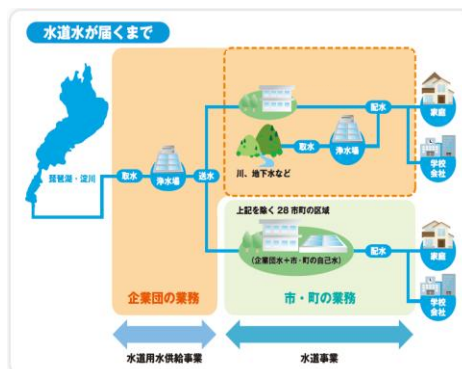 水道水が届くまで
琵琶湖・淀川
取水
浄水場
送水
川、地下水など
取水
浄水場
配水
家庭
学校
会社
上記を除く28市町の区域
(企業団水+市・町の自己水)
配水
家庭
学校
会社
企業団の業務
市・町の業務
水道用水供給事業
水道事業